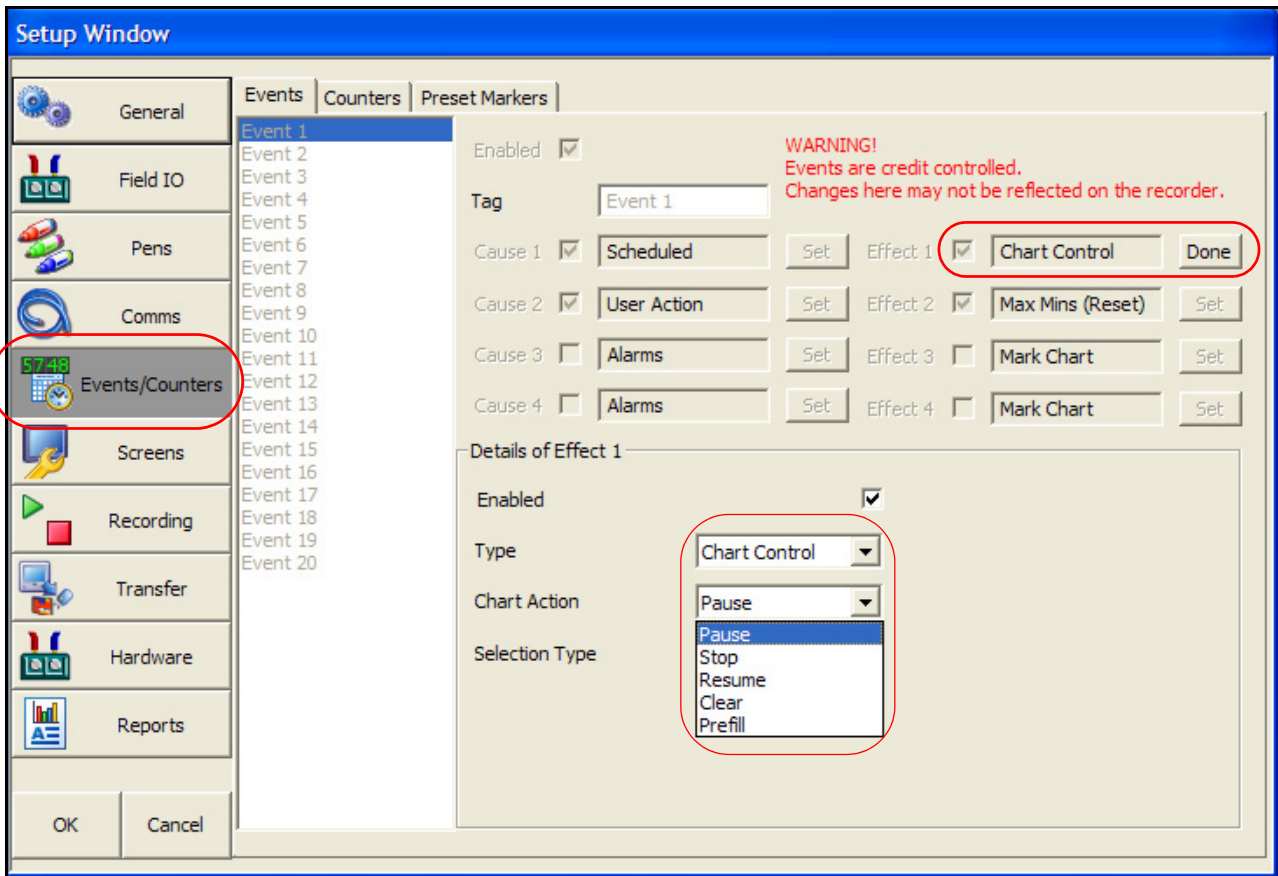 Setup Window
General
Field IO
Pens
Comms
57:48
Events/Counters
Screens
Recording
Transfer
Hardware
A
Reports
OK
Cancel
Events
Counters
Preset Markers
Event 1
Event 2
Event 3
Event 4
Event 5
Event 6
Event 7
Event 8
Event 9
Event 10
Event 11
Event 12
Event 13
Event 14
Event 15
Event 16
Event 17
Event 18
Event 19
Event 20
Enabled
WARNING!
Events are credit controlled.
Changes here may not be reflected on the recorder.
Tag Event 1
Cause 1 Scheduled Set Effect 1 Chart Control Done
Cause 2 User Action Set Effect 2 Max Mins (Reset) Set
Cause 3 Alarms Set Effect 3 Mark Chart Set
Cause 4 Alarms Set Effect 4 Mark Chart Set
Details of Effect 1
Enabled
Type Chart Control
Chart Action Pause
Selection Type
Pause
Stop
Resume
Clear
Prefill